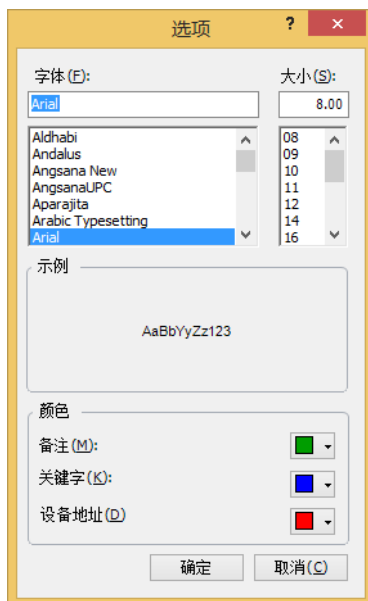 选项 ?
字体(F): 大小(S):
Arial 8.00
Aldhabi 08
Andalus 09
Angsana New 10
AngsanaUPC 11
Aparajita 12
Arabic Typesetting 14
Arial 16
示例
AaBbYyZz123
颜色
备注(M):
关键字(K):
设备地址(D)
确定 取消(C)